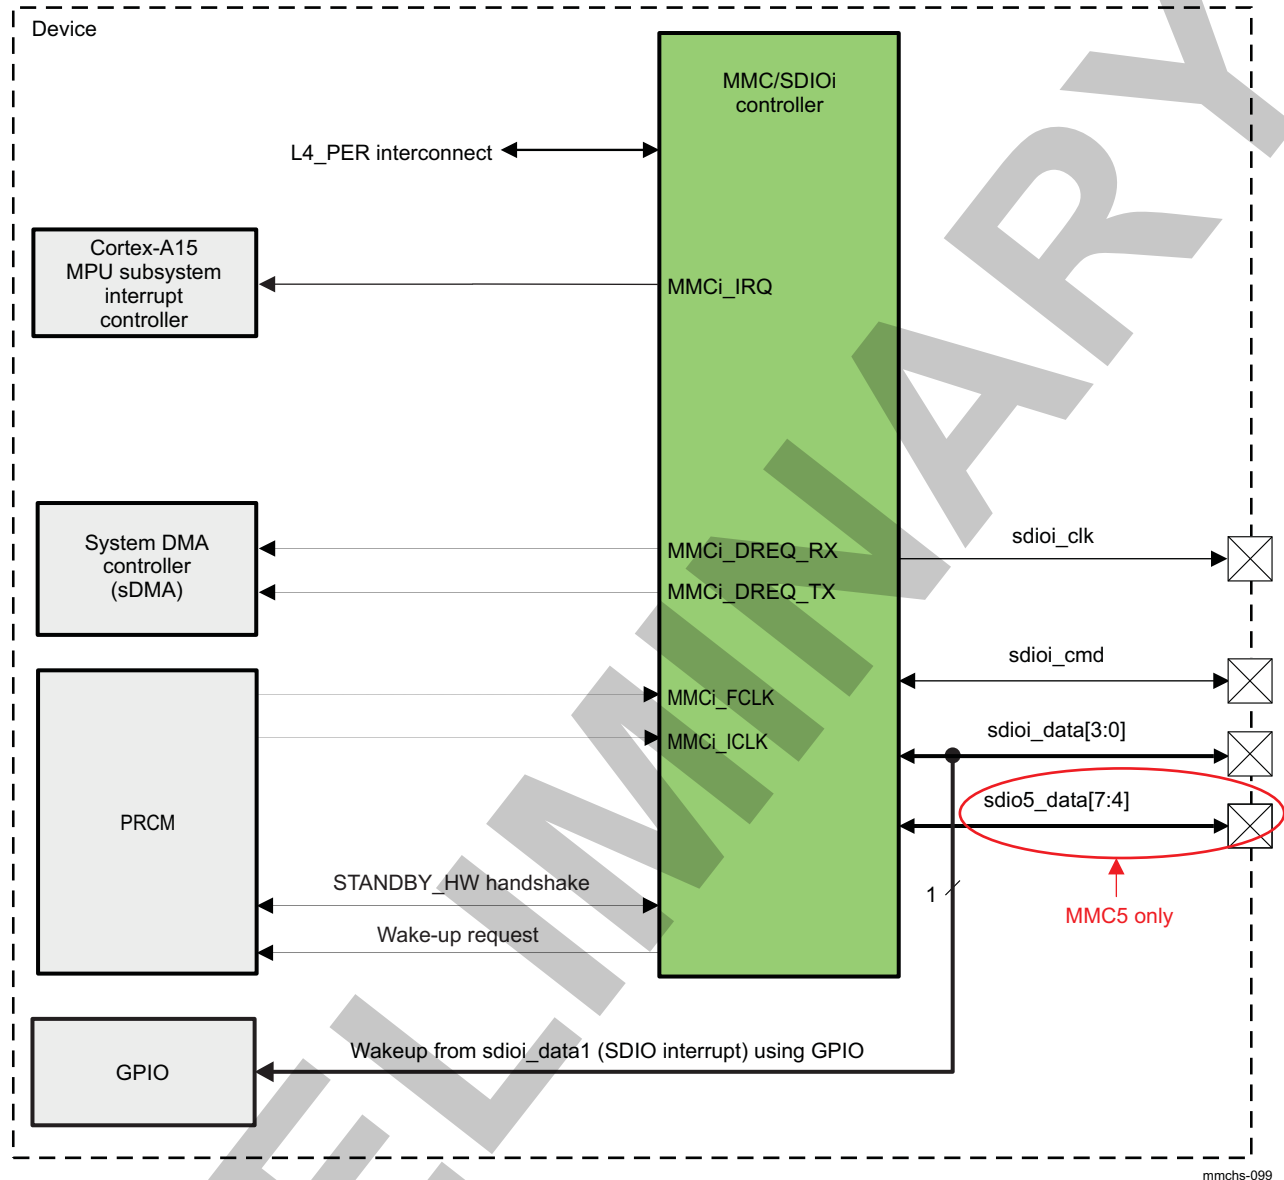 Device
MMC/SDIOi
controller
L4_PER interconnect
Cortex-A15
MPU subsystem
interrupt
controller
MMCi_IRQ
System DMA
controller
(sDMA)
MMCi_DREQ_RX
MMCi_DREQ_TX
sdioi_clk
sdioi_cmd
PRCM
MMCi_FCLK
MMCi_ICLK
sdioi_data[3:0]
sdio5_data[7:4]
STANDBY_HW handshake
1
MMC5 only
Wake-up request
GPIO
Wakeup from sdioi_data1 (SDIO interrupt) using GPIO
mmchs-099
ELIMINARY